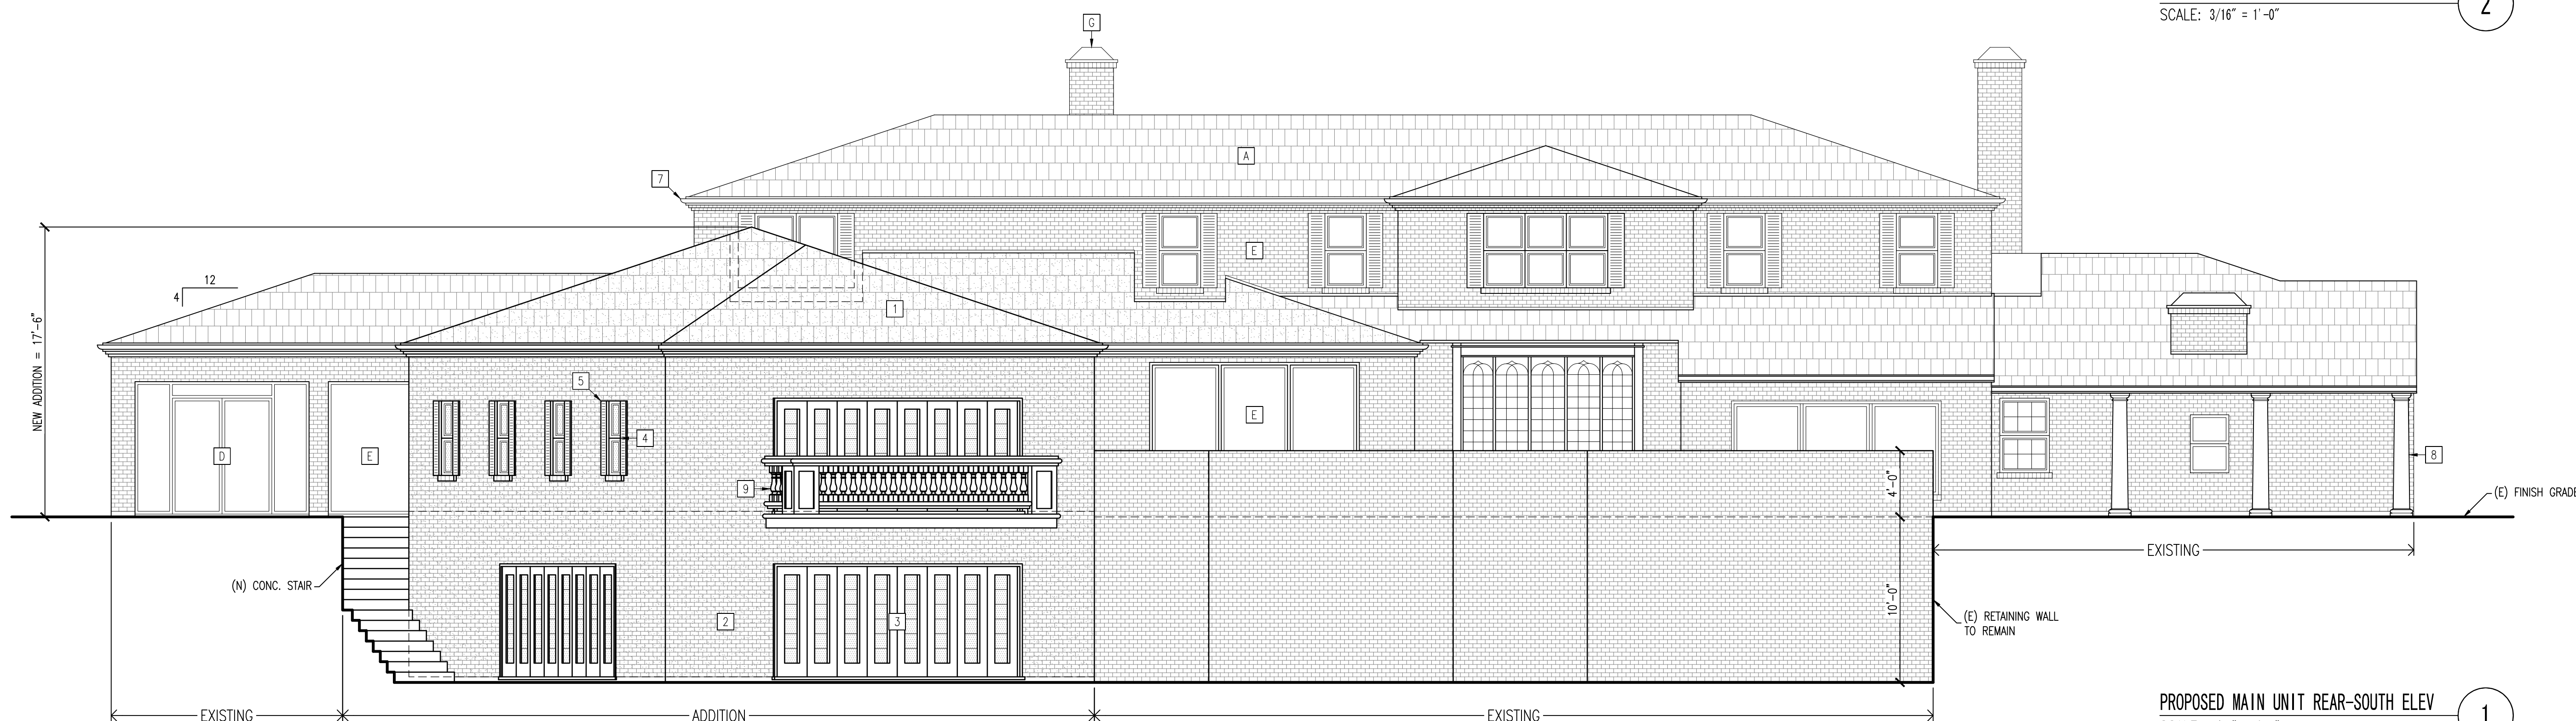 2
SCALE: 3/16" = 1'-0"
G
A
7
E
12
4
1
NEW ADDITION = 17'-6"
5
E
D
E
4
9
8
4'-0"
(E) FINISH GRADE
EXISTING
(N) CONC. STAIR
2
3
10'-0"
(E) RETAINING WALL
TO REMAIN
PROPOSED MAIN UNIT REAR-SOUTH ELEV
1
EXISTING
ADDITION
EXISTING